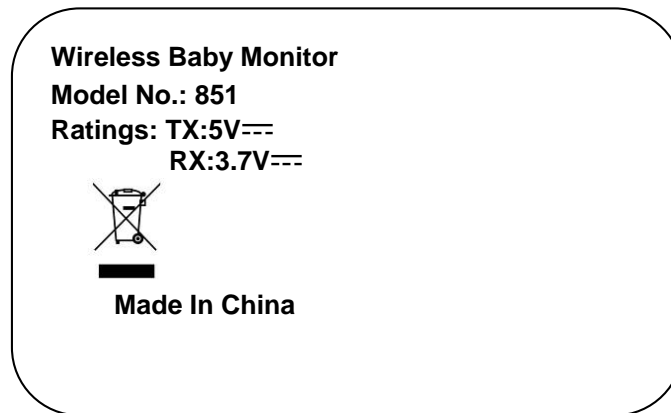 Wireless Baby Monitor
Model No.: 851
Ratings: TX:5V⎓
RX:3.7V⎓
Made In China